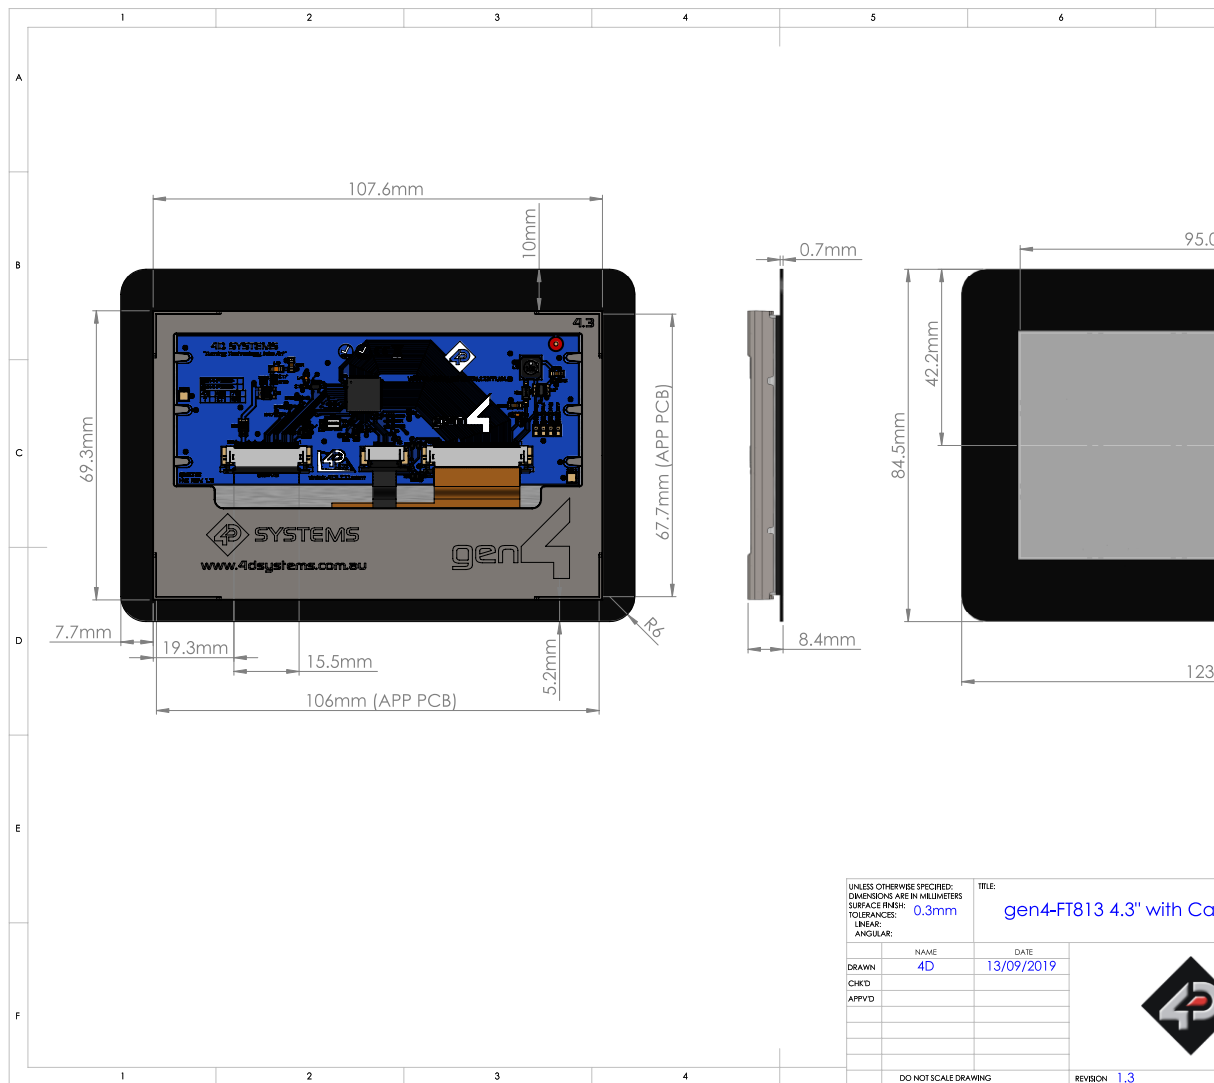 1 2 3 4 5 6
A
B
C
D
E
F
107.6mm
10mm
0.7mm
95.0
4.3
4D SYSTEMS
42.2mm
69.3mm
67.7mm (APP PCB)
84.5mm
4D SYSTEMS
www.4dsystems.com.au
gen4
7.7mm
19.3mm
15.5mm
5.2mm
R6
8.4mm
123
106mm (APP PCB)
UNLESS OTHERWISE SPECIFIED:
DIMENSIONS ARE IN MILLIMETERS
SURFACE FINISH:
TOLERANCES: 0.3mm
LINEAR:
ANGULAR:
TITLE:
gen4-FT813 4.3" with Ca
NAME DATE
DRAWN 4D 13/09/2019
CHK'D
APPV'D
4D
DO NOT SCALE DRAWING
REVISION 1.3
1 2 3 4